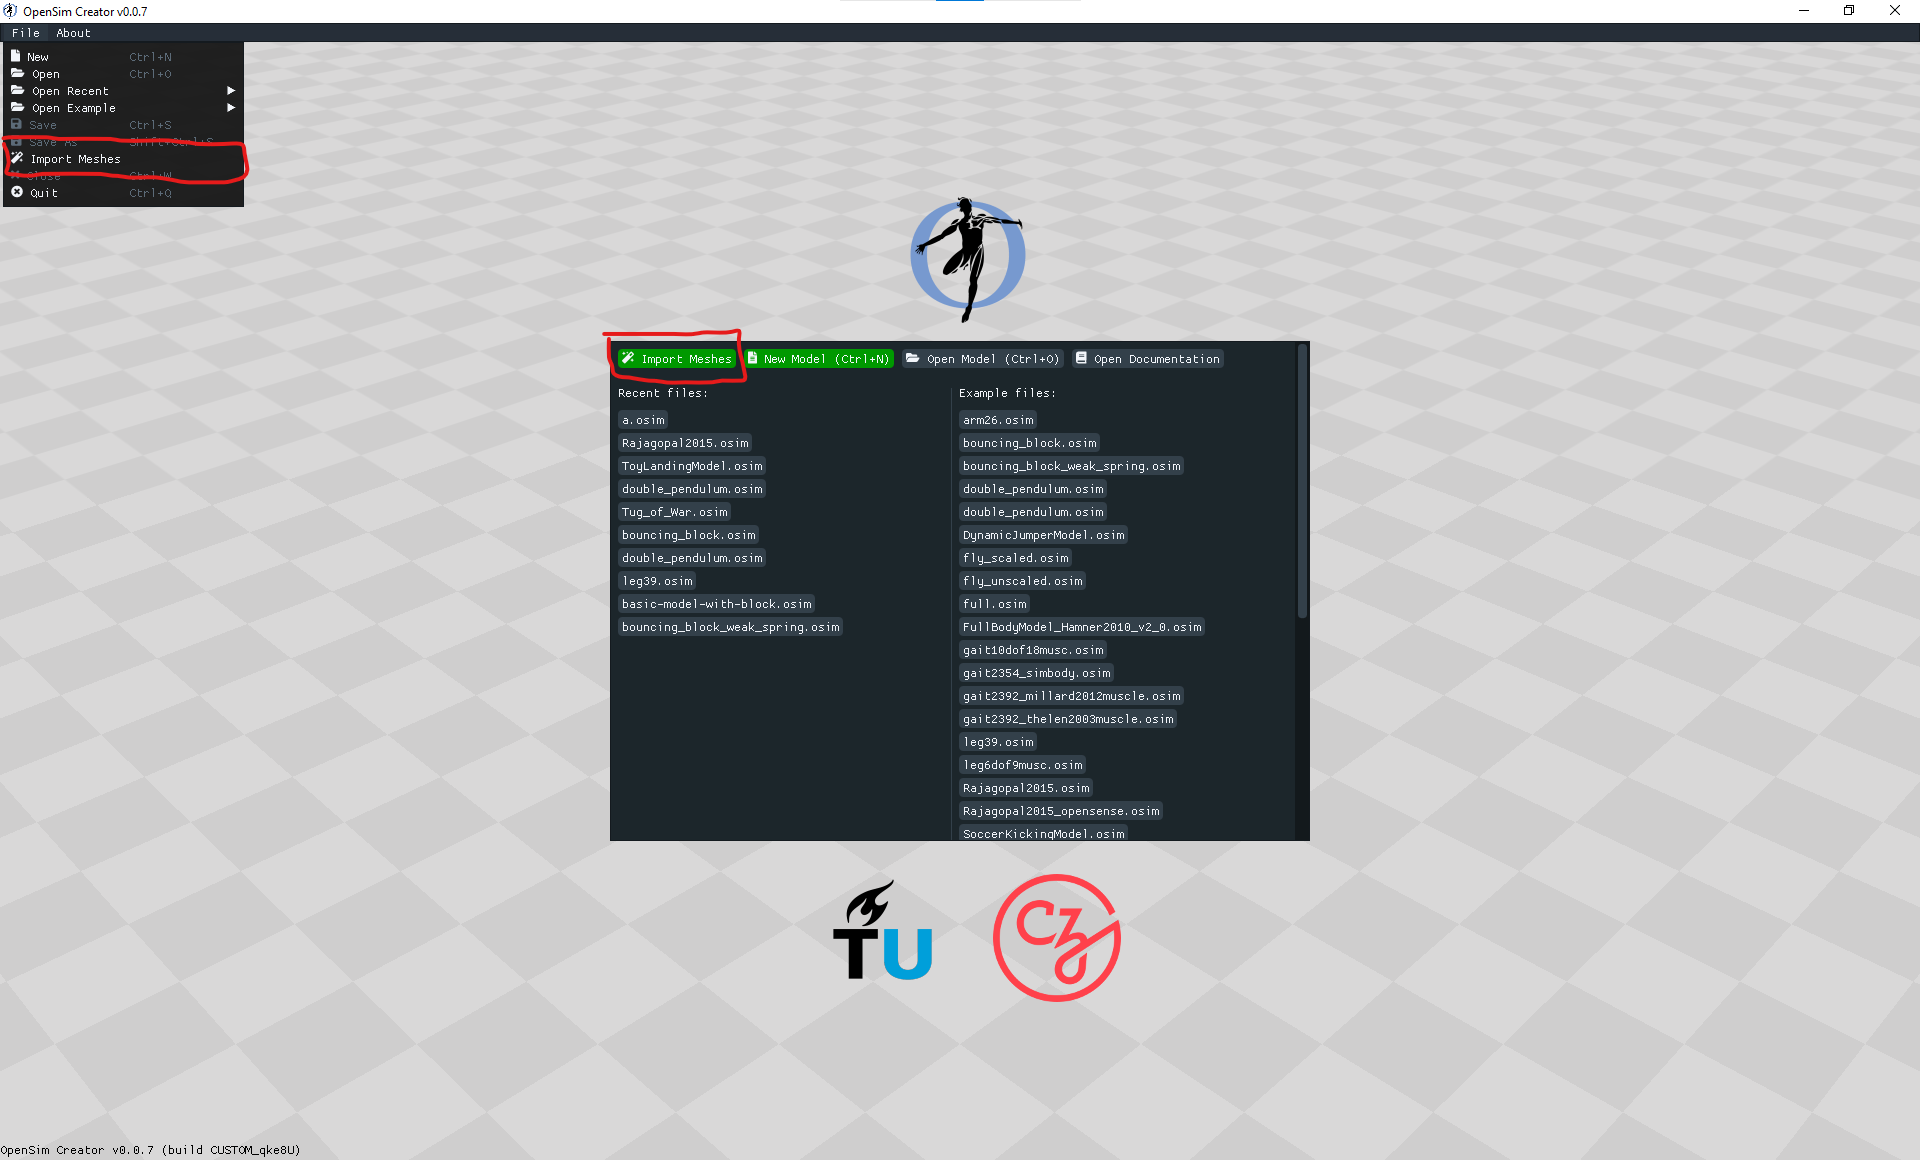 OpenSim Creator v0.0.7
File About
New Ctrl+N
Open Ctrl+O
Open Recent
Open Example
Save Ctrl+S
Save As Shift+Ctrl+S
Import Meshes
Close Ctrl+W
Quit Ctrl+Q
Import Meshes New Model (Ctrl+N) Open Model (Ctrl+O) Open Documentation
Recent files:
a.osim
Rajagopal2015.osim
ToyLandingModel.osim
double_pendulum.osim
Tug_of_War.osim
bouncing_block.osim
double_pendulum.osim
leg39.osim
basic-model-with-block.osim
bouncing_block_weak_spring.osim
Example files:
arm26.osim
bouncing_block.osim
bouncing_block_weak_spring.osim
double_pendulum.osim
double_pendulum.osim
DynamicJumperModel.osim
fly_scaled.osim
fly_unscaled.osim
full.osim
FullBodyModel_Hamner2010_v2_0.osim
gait10dof18musc.osim
gait2354_simbody.osim
gait2392_millard2012muscle.osim
gait2392_thelen2003muscle.osim
leg39.osim
leg6dof9musc.osim
Rajagopal2015.osim
Rajagopal2015_opensense.osim
SoccerKickingModel.osim
TU
CZ
OpenSim Creator v0.0.7 (build CUSTOM_qke8U)